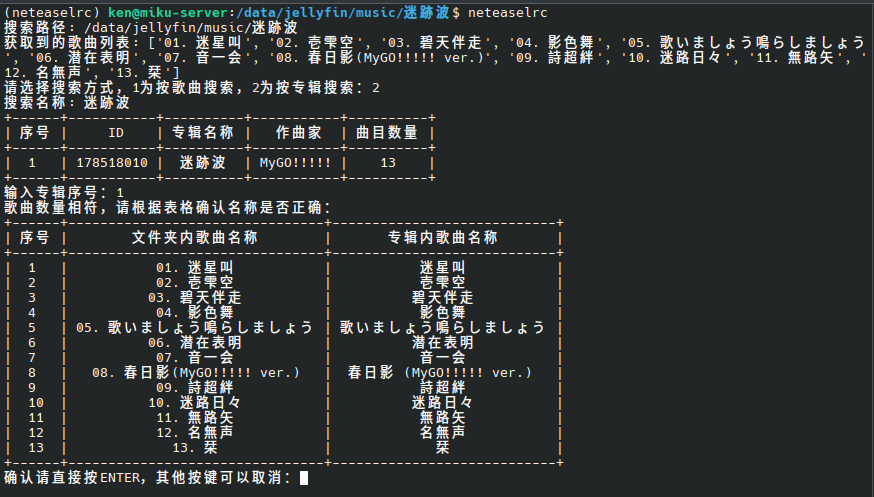 (neteaselrc) ken@miku-server:/data/jellyfin/music/迷跡波$ neteaselrc
搜索路径: /data/jellyfin/music/迷跡波
获取到的歌曲列表: ['01. 迷星叫', '02. 壱雫空', '03. 碧天伴走', '04. 影色舞', '05. 歌いましょう鳴らしましょう
', '06. 潜在表明', '07. 音一会', '08. 春日影(MyGO!!!!! ver.)', '09. 詩超絆', '10. 迷路日々', '11. 無路矢', '
12. 名無声', '13. 栞']
请选择搜索方式，1为按歌曲搜索，2为按专辑搜索: 2
搜索名称: 迷跡波
+------+-----------+----------+-----------+----------+
| 序号 | ID | 专辑名称 | 作曲家 | 曲目数量 |
+------+-----------+----------+-----------+----------+
| 1 | 178518010 | 迷跡波 | MyGO!!!!! | 13 |
+------+-----------+----------+-----------+----------+
输入专辑序号: 1
歌曲数量相符，请根据表格确认名称是否正确:
+------+--------------------------------+----------------------------+
| 序号 | 文件夹内歌曲名称 | 专辑内歌曲名称 |
+------+--------------------------------+----------------------------+
| 1 | 01. 迷星叫 | 迷星叫 |
| 2 | 02. 壱雫空 | 壱雫空 |
| 3 | 03. 碧天伴走 | 碧天伴走 |
| 4 | 04. 影色舞 | 影色舞 |
| 5 | 05. 歌いましょう鳴らしましょう | 歌いましょう鳴らしましょう |
| 6 | 06. 潜在表明 | 潜在表明 |
| 7 | 07. 音一会 | 音一会 |
| 8 | 08. 春日影(MyGO!!!!! ver.) | 春日影 (MyGO!!!!! ver.) |
| 9 | 09. 詩超絆 | 詩超絆 |
| 10 | 10. 迷路日々 | 迷路日々 |
| 11 | 11. 無路矢 | 無路矢 |
| 12 | 12. 名無声 | 名無声 |
| 13 | 13. 栞 | 栞 |
+------+--------------------------------+----------------------------+
确认请直接按ENTER，其他按键可以取消: